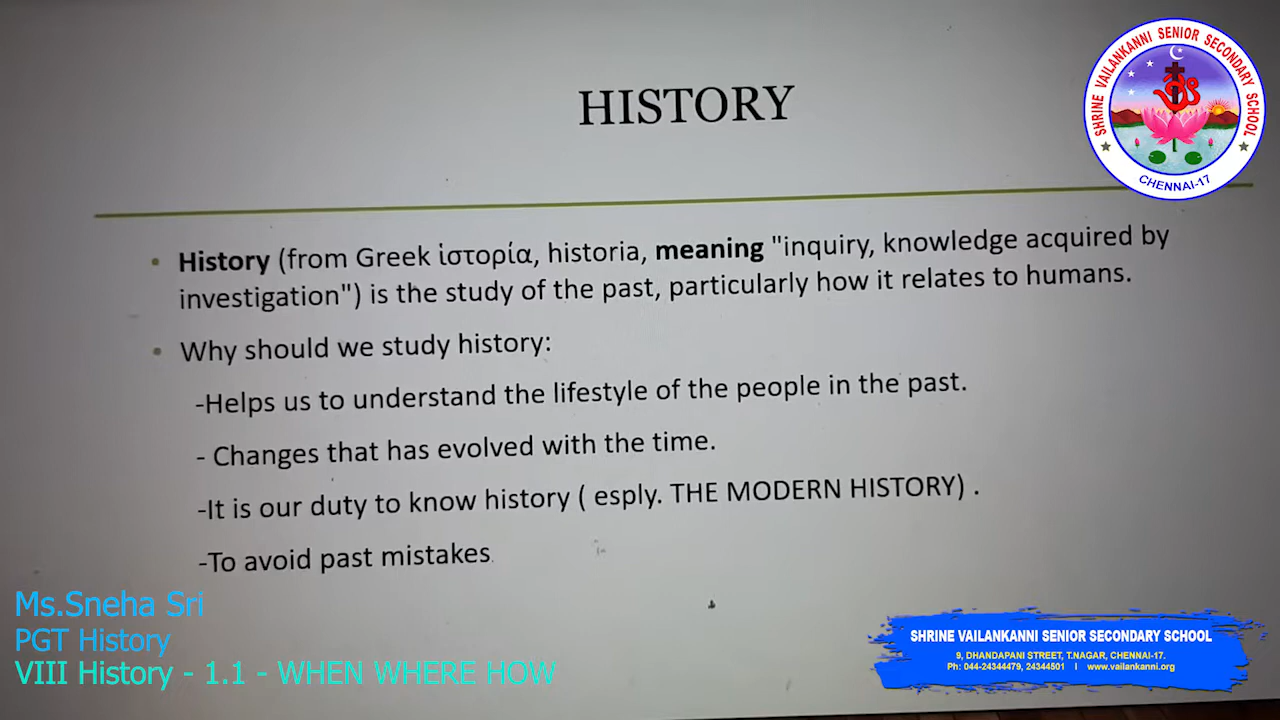 HISTORY
SHRINE VAILANKANNI SENIOR SECONDARY SCHOOL
CHENNAI-17
• History (from Greek ἱστορία, historia, meaning "inquiry, knowledge acquired by
investigation") is the study of the past, particularly how it relates to humans.
• Why should we study history:
-Helps us to understand the lifestyle of the people in the past.
- Changes that has evolved with the time.
-It is our duty to know history ( esply. THE MODERN HISTORY) .
-To avoid past mistakes.
Ms.Sneha Sri
PGT History
VIII History - 1.1 - WHEN WHERE HOW
SHRINE VAILANKANNI SENIOR SECONDARY SCHOOL
9, DHANDAPANI STREET, T.NAGAR, CHENNAI-17.
Ph: 044-24344479, 24344501 I www.vailankanni.org